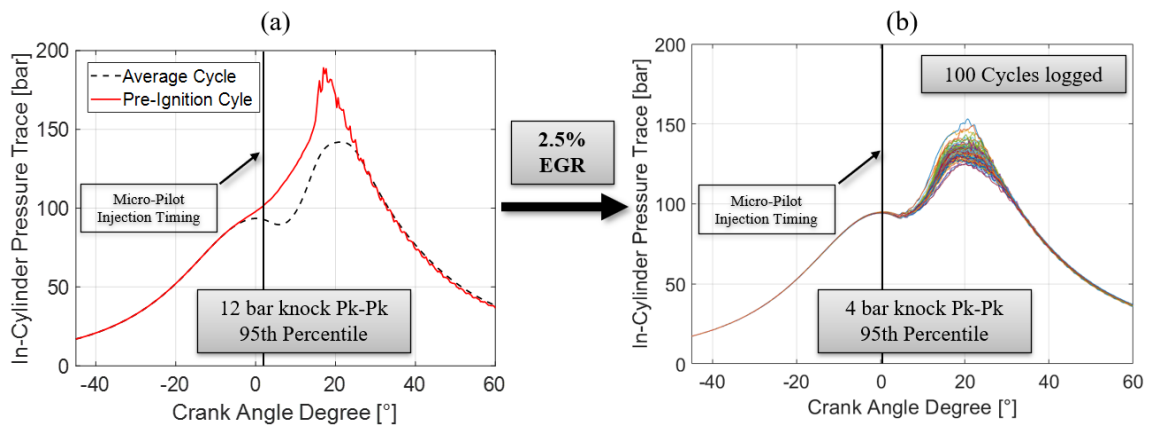 (a)
200
150
100
50
0
-40
-20
0
20
40
60
In-Cylinder Pressure Trace [bar]
Crank Angle Degree [°]
Average Cycle
Pre-Ignition Cyle
Micro-Pilot
Injection Timing
12 bar knock Pk-Pk
95th Percentile
2.5%
EGR
(b)
200
150
100
50
0
-40
-20
0
20
40
60
In-Cylinder Pressure Trace [bar]
Crank Angle Degree [°]
100 Cycles logged
Micro-Pilot
Injection Timing
4 bar knock Pk-Pk
95th Percentile